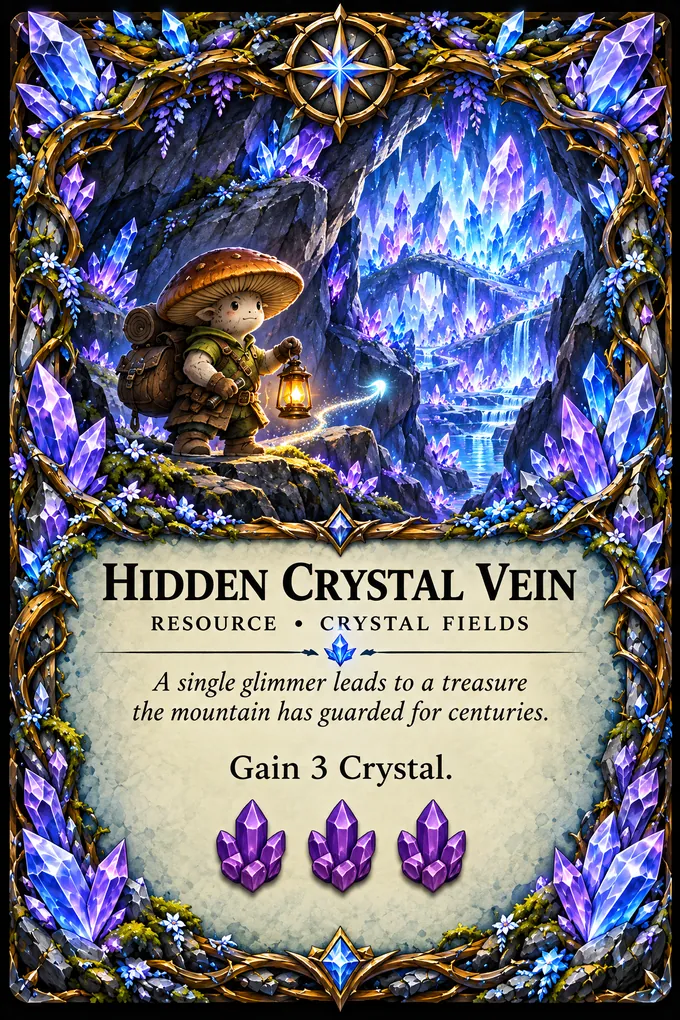 Hidden Crystal Vein
Resource • Crystal Fields
A single glimmer leads to a treasure
the mountain has guarded for centuries.
Gain 3 Crystal.